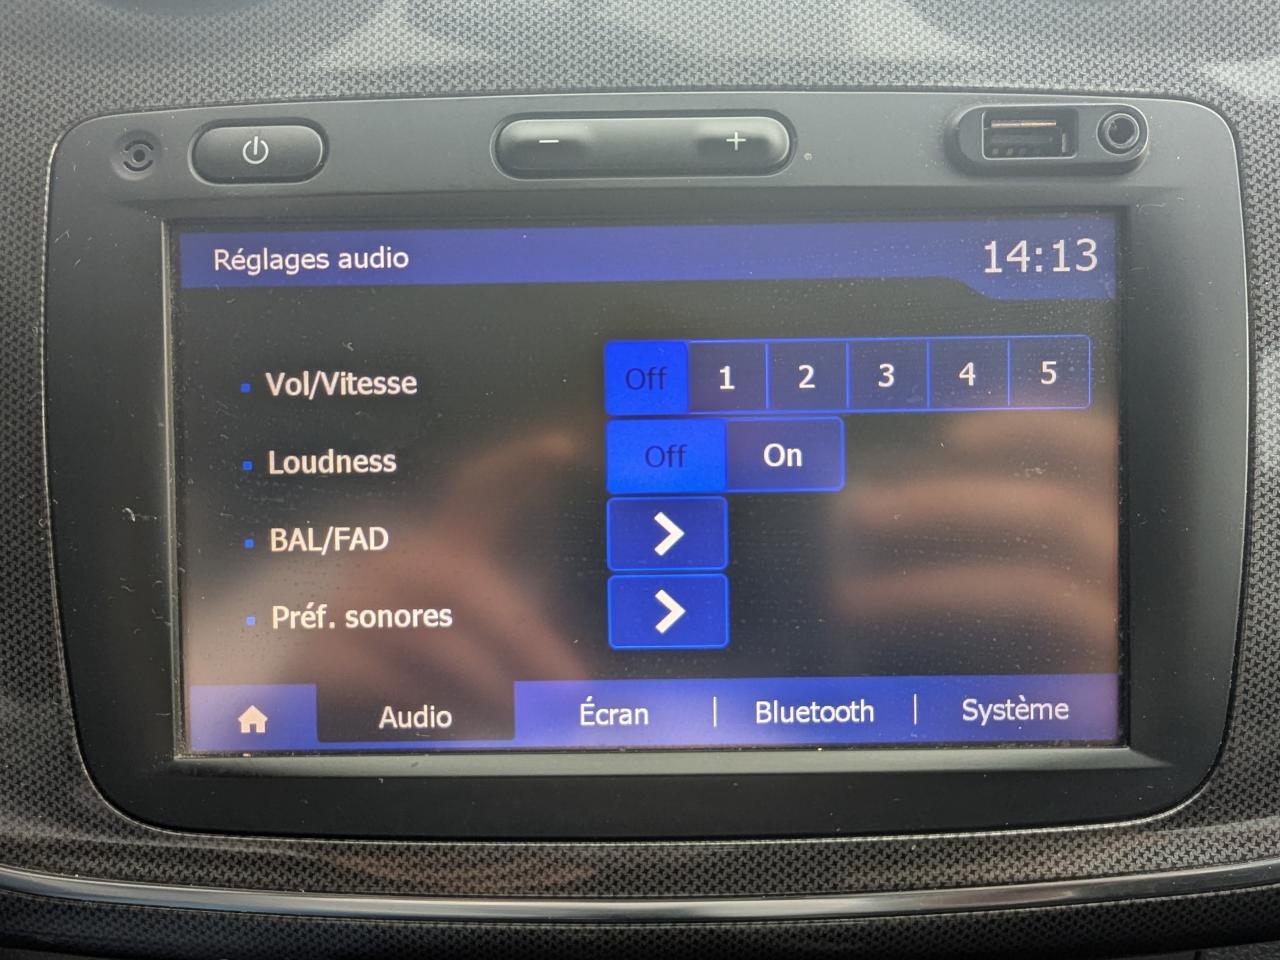 − +
Réglages audio 14:13
Vol/Vitesse Off 1 2 3 4 5
Loudness Off On
BAL/FAD
Préf. sonores
Audio Écran | Bluetooth | Système